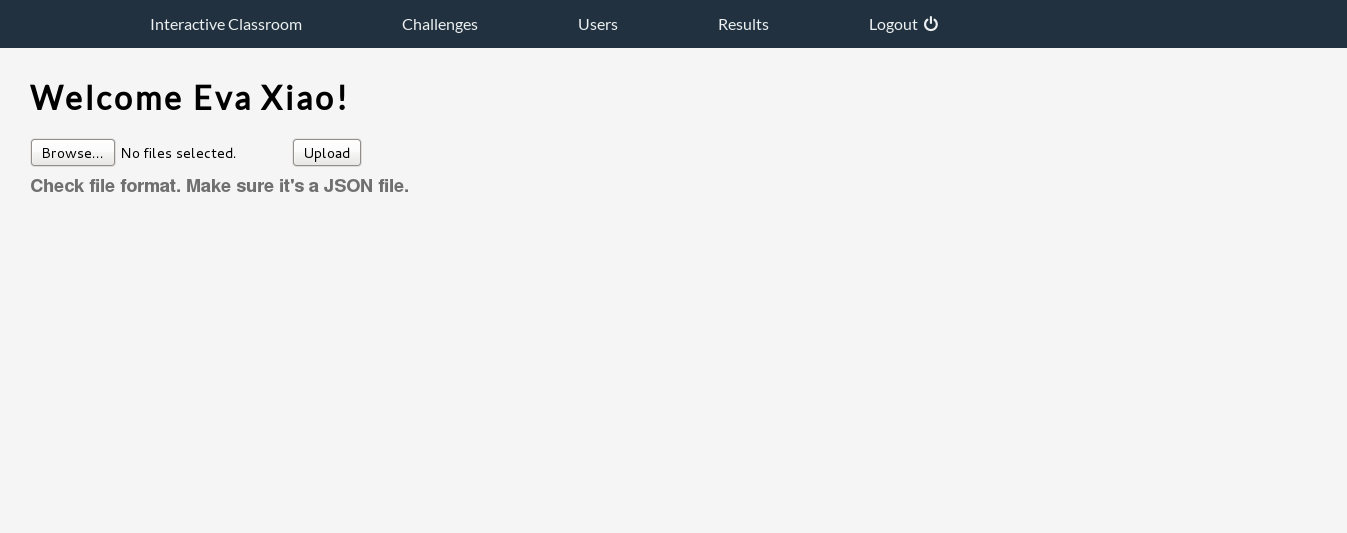 Interactive Classroom Challenges Users Results Logout
Welcome Eva Xiao!
Browse... No files selected. Upload
Check file format. Make sure it's a JSON file.